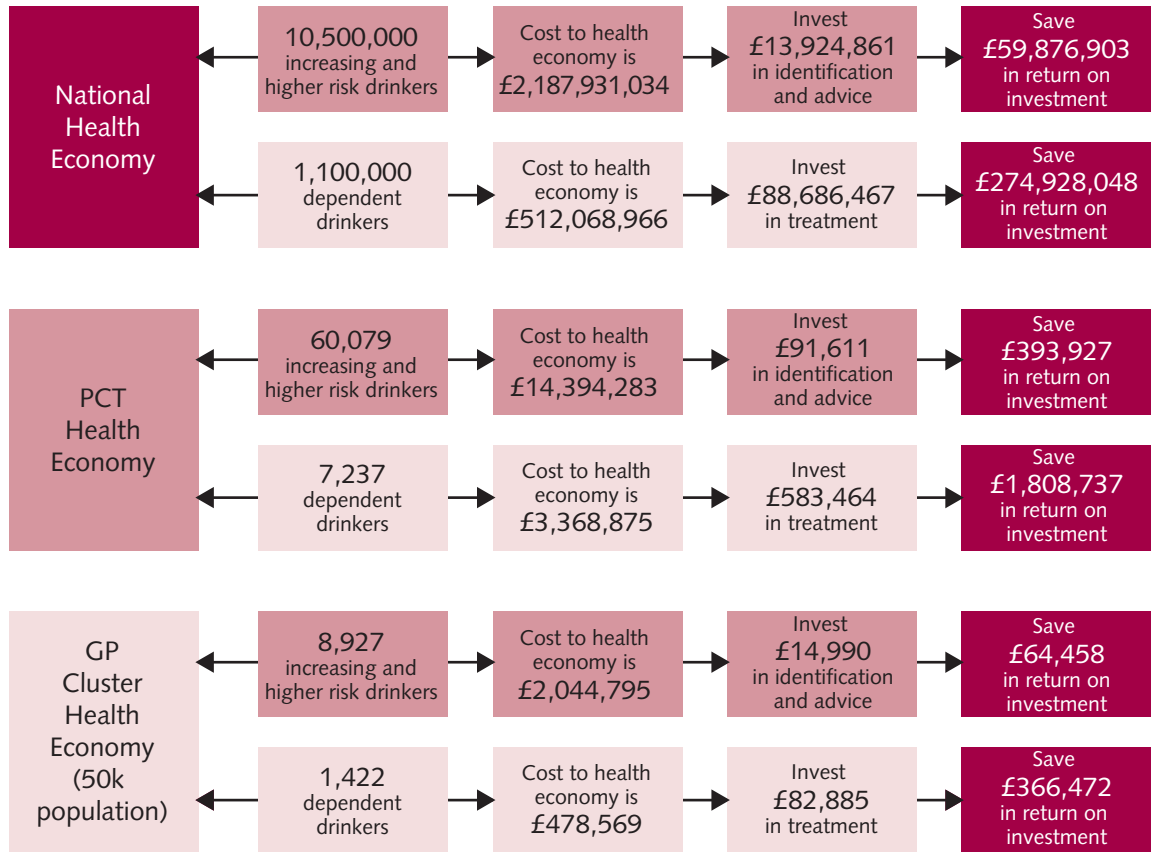 National
Health
Economy
10,500,000
increasing and
higher risk drinkers
Cost to health
economy is
£2,187,931,034
Invest
£13,924,861
in identification
and advice
Save
£59,876,903
in return on
investment
1,100,000
dependent
drinkers
Cost to health
economy is
£512,068,966
Invest
£88,686,467
in treatment
Save
£274,928,048
in return on
investment
PCT
Health
Economy
60,079
increasing and
higher risk drinkers
Cost to health
economy is
£14,394,283
Invest
£91,611
in identification
and advice
Save
£393,927
in return on
investment
7,237
dependent
drinkers
Cost to health
economy is
£3,368,875
Invest
£583,464
in treatment
Save
£1,808,737
in return on
investment
GP
Cluster
Health
Economy
(50k
population)
8,927
increasing and
higher risk drinkers
Cost to health
economy is
£2,044,795
Invest
£14,990
in identification
and advice
Save
£64,458
in return on
investment
1,422
dependent
drinkers
Cost to health
economy is
£478,569
Invest
£82,885
in treatment
Save
£366,472
in return on
investment